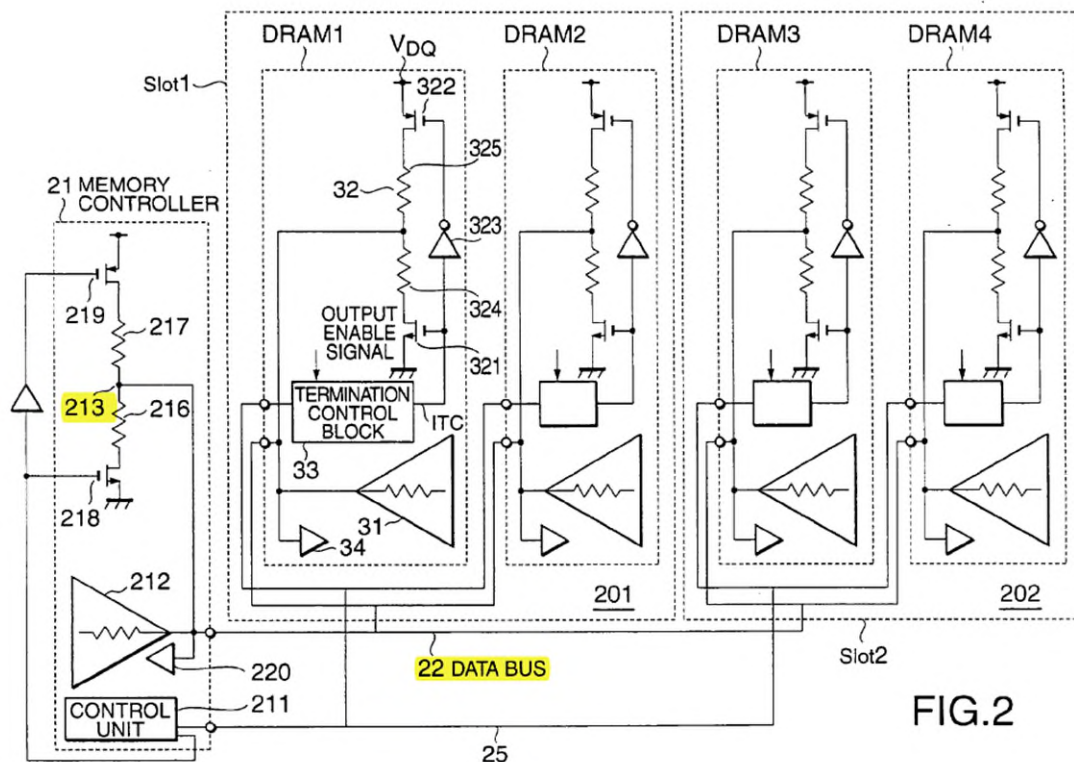 DRAM1
VDQ
DRAM2
DRAM3
DRAM4
Slot1
322
325
32
323
21 MEMORY
CONTROLLER
324
219
217
OUTPUT
ENABLE
SIGNAL
321
213
216
TERMINATION
CONTROL
BLOCK
ITC
33
218
31
34
212
201
202
220
22 DATA BUS
Slot2
211
CONTROL
UNIT
25
FIG.2